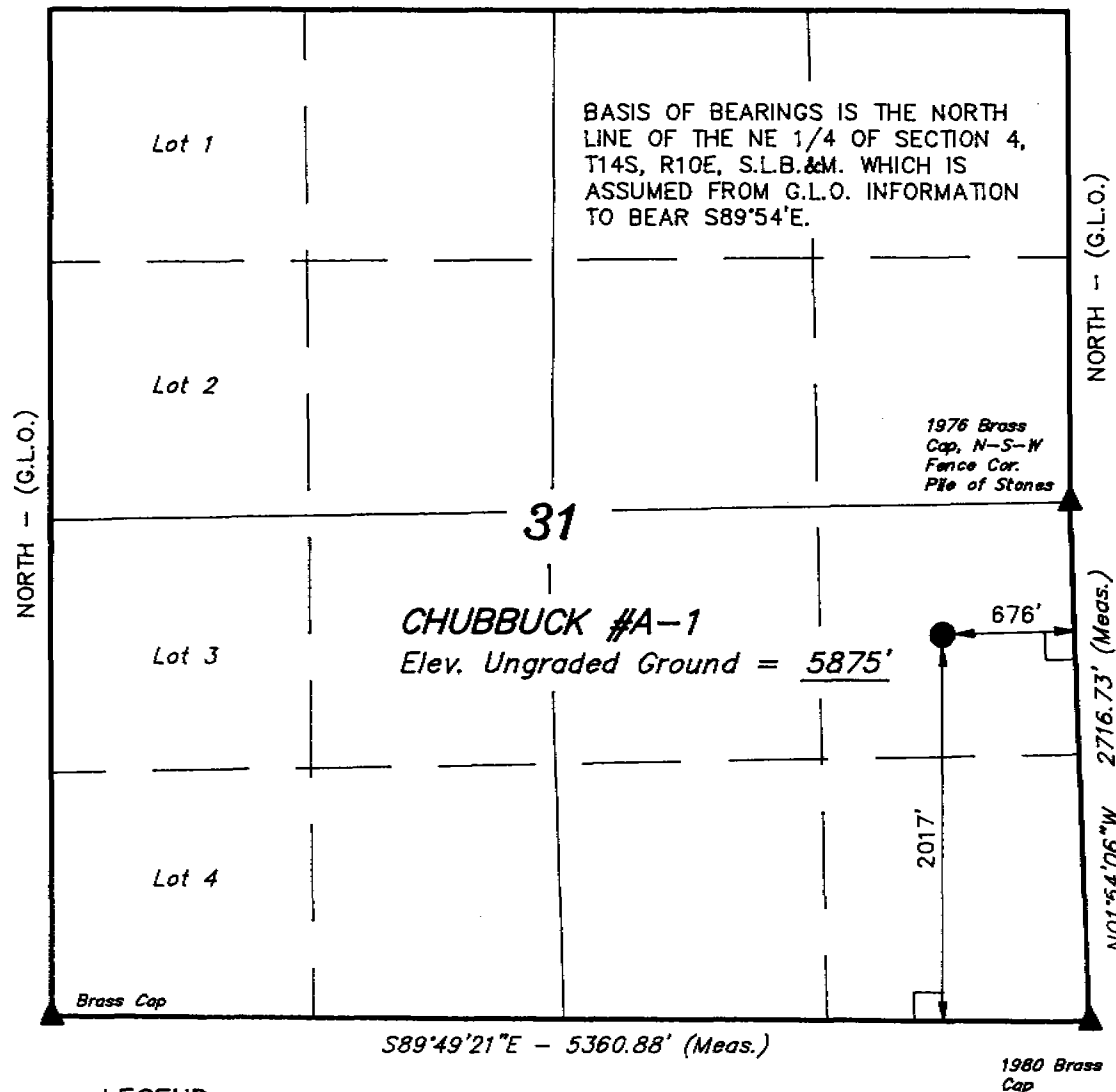 BASIS OF BEARINGS IS THE NORTH
LINE OF THE NE 1/4 OF SECTION 4,
T14S, R10E, S.L.B.&M. WHICH IS
ASSUMED FROM G.L.O. INFORMATION
TO BEAR S89°54'E.
Lot 1
Lot 2
NORTH - (G.L.O.)
NORTH - (G.L.O.)
1976 Brass
Cap, N-S-W
Fence Cor.
Pile of Stones
31
CHUBBUCK #A-1
Elev. Ungraded Ground = 5875'
676'
Lot 3
2017'
N01°54'06"W 2716.73' (Meas.)
Lot 4
Brass Cap
S89°49'21"E - 5360.88' (Meas.)
1980 Brass
Cap